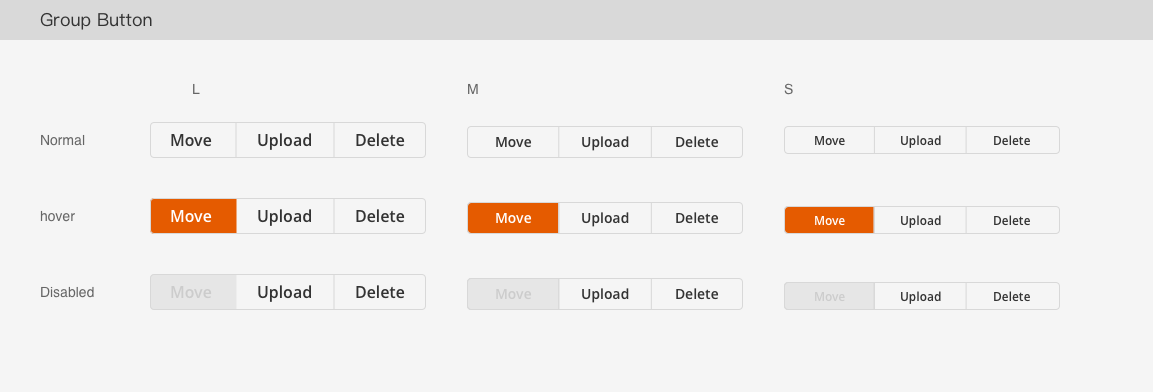 Group Button
L M S
Normal Move Upload Delete Move Upload Delete Move Upload Delete
hover Move Upload Delete Move Upload Delete Move Upload Delete
Disabled Move Upload Delete Move Upload Delete Move Upload Delete